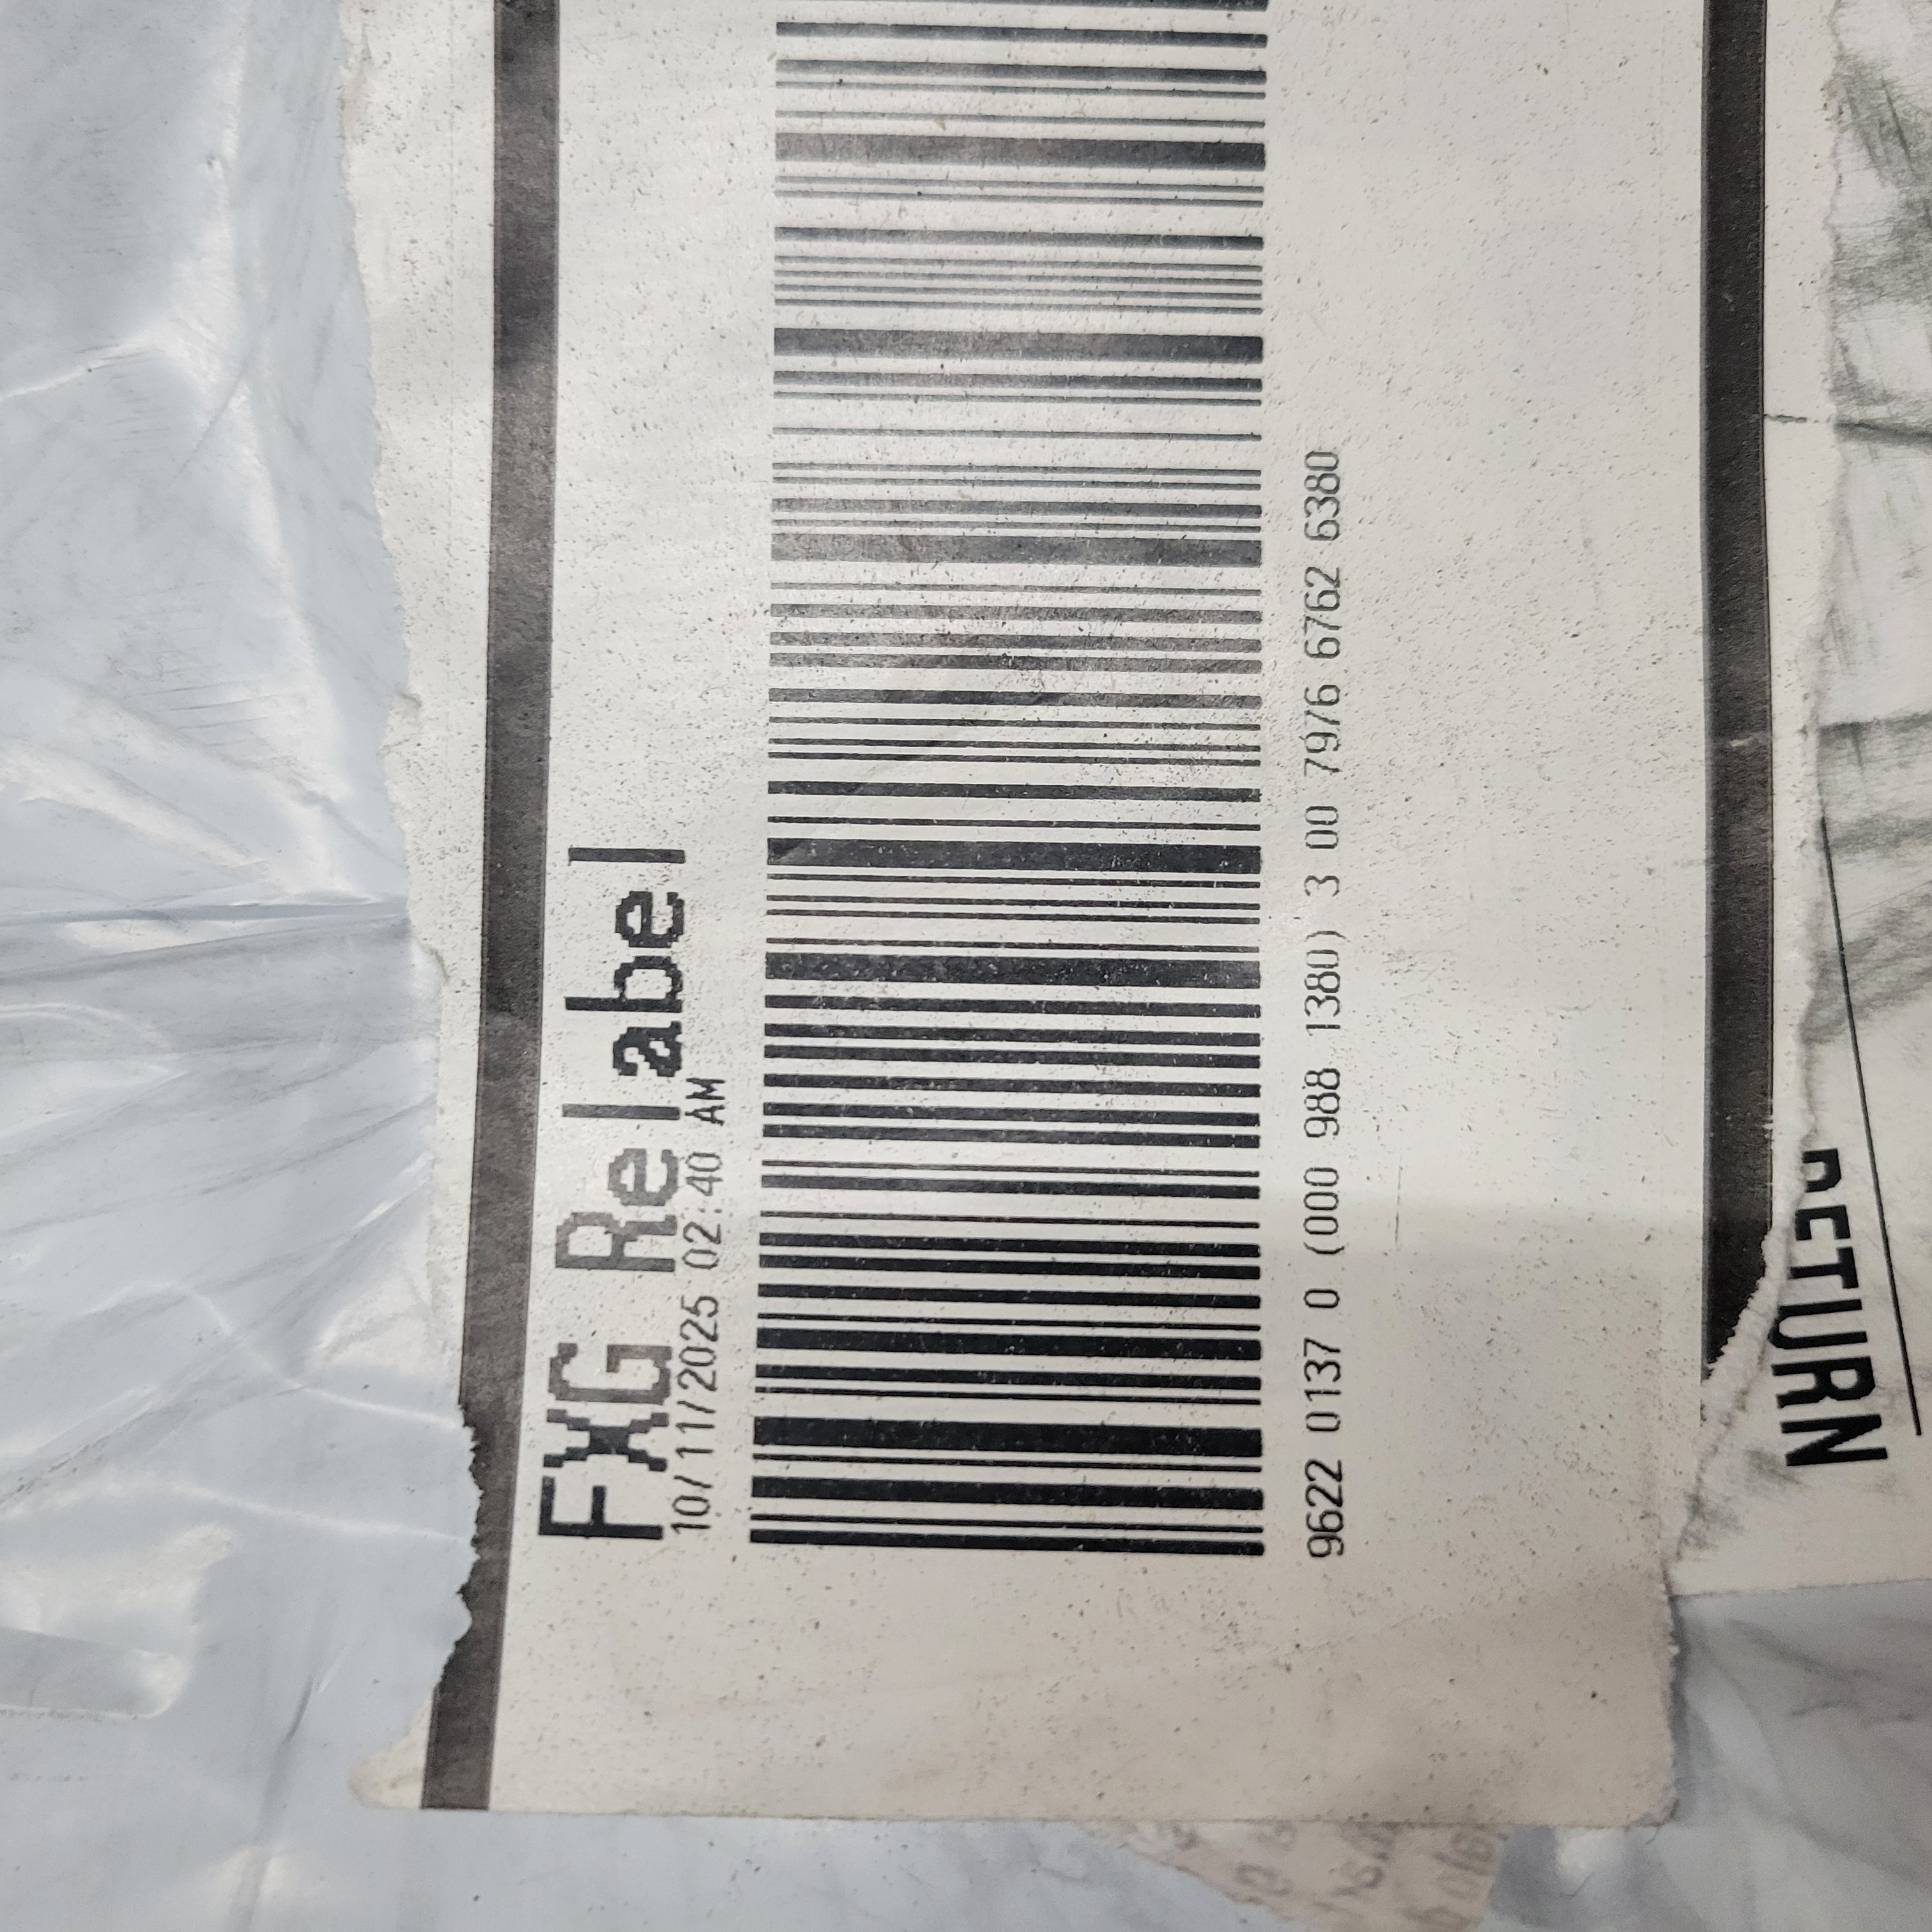 FXG Relabel
10/11/2025 02:40 AM
9622 0137 0 (000 988 1380) 3 00 7976 6762 6380
RETURN